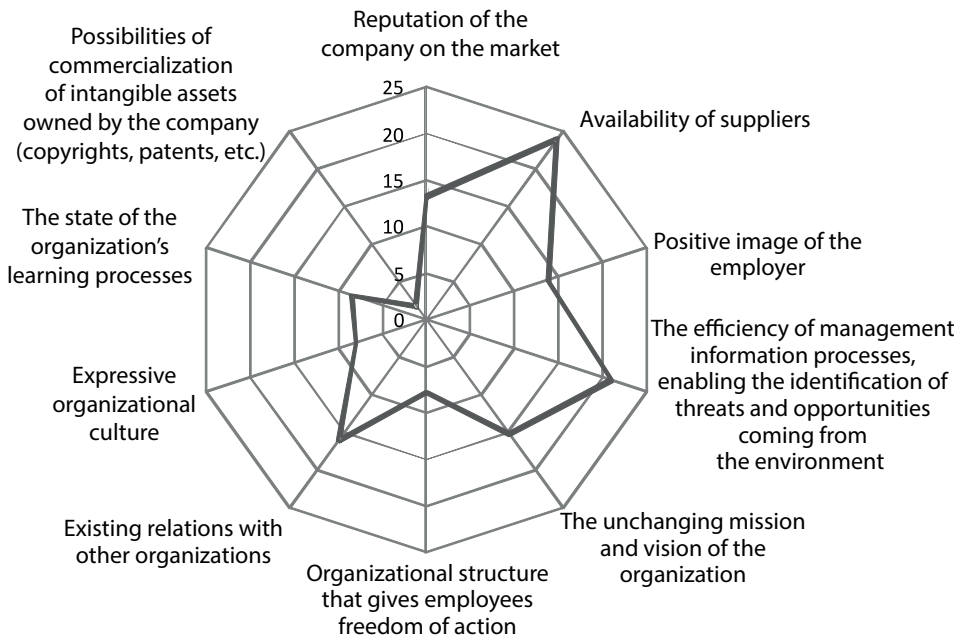 Reputation of the
company on the market
Possibilities of
commercialization
of intangible assets
owned by the company
(copyrights, patents, etc.)
25
20
15
10
5
0
Availability of suppliers
Positive image of the
employer
The efficiency of management
information processes,
enabling the identification of
threats and opportunities
coming from
the environment
The unchanging mission
and vision of the
organization
Organizational structure
that gives employees
freedom of action
Existing relations with
other organizations
Expressive
organizational
culture
The state of the
organization’s
learning processes